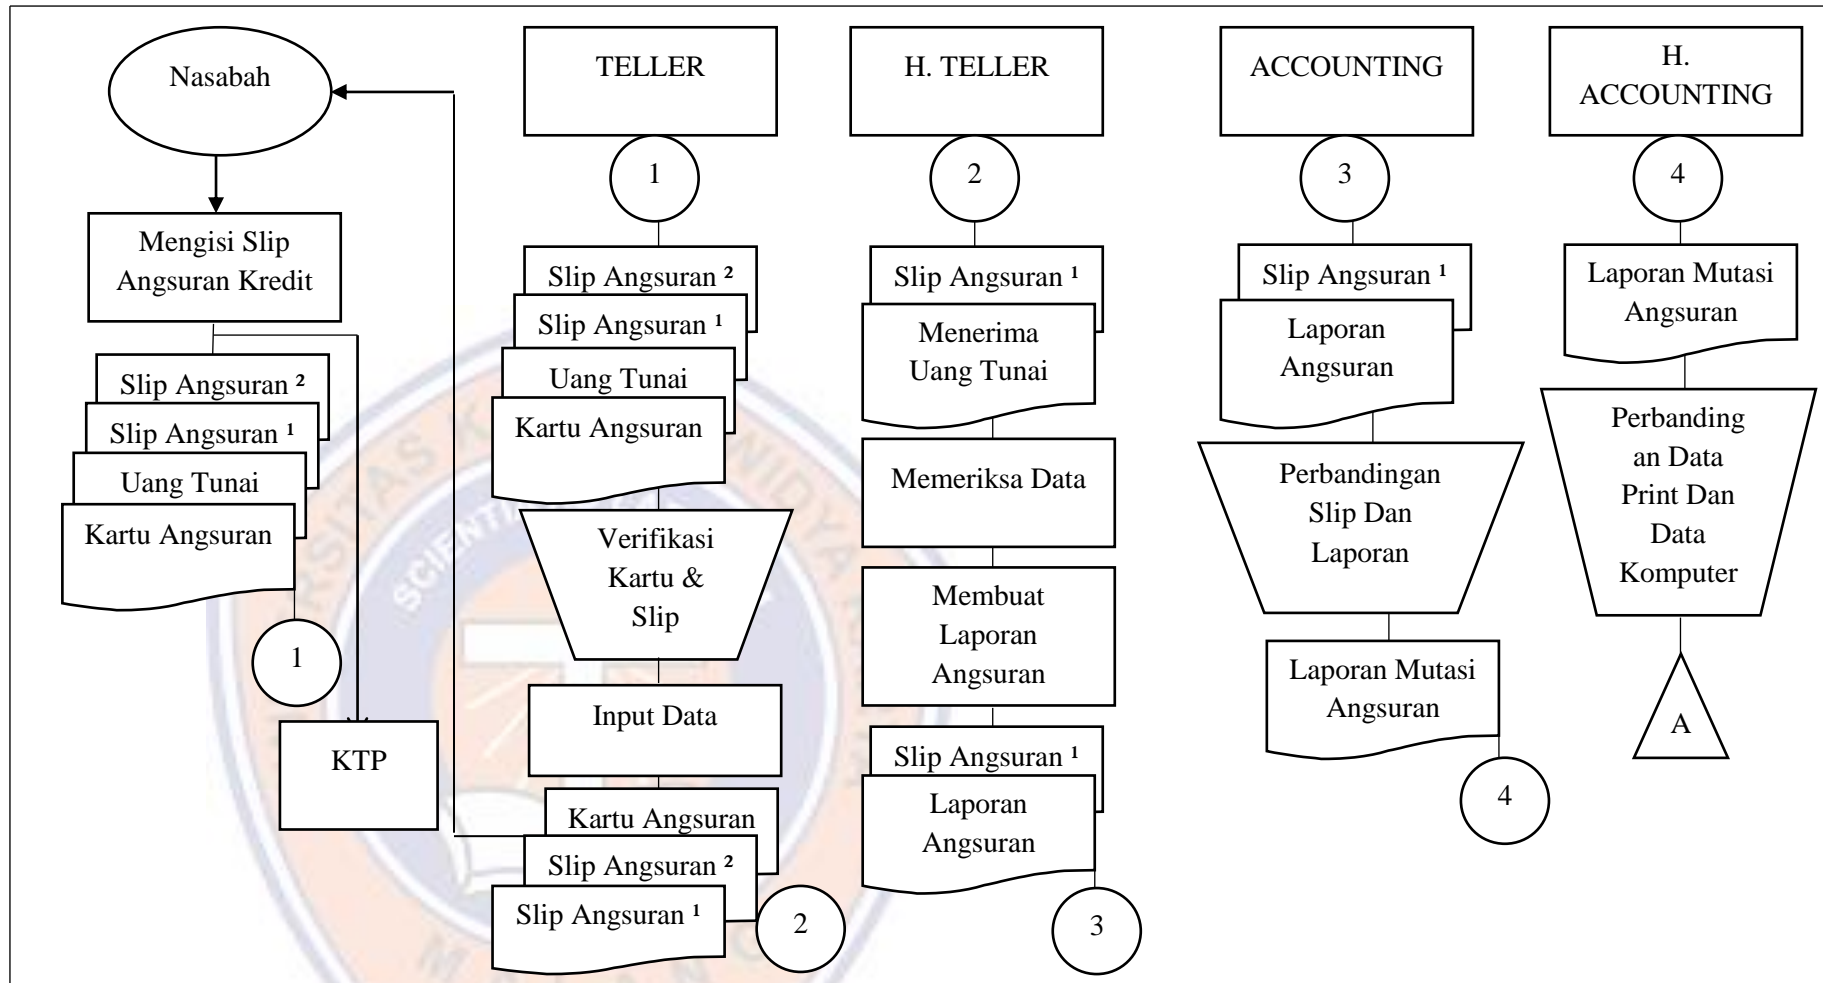 Nasabah
Mengisi Slip
Angsuran Kredit
Slip Angsuran ²
Slip Angsuran ¹
Uang Tunai
Kartu Angsuran
1
KTP
TELLER
1
Slip Angsuran ²
Slip Angsuran ¹
Uang Tunai
Kartu Angsuran
Verifikasi
Kartu &
Slip
Input Data
Kartu Angsuran
Slip Angsuran ²
Slip Angsuran ¹
2
H. TELLER
2
Slip Angsuran ¹
Menerima
Uang Tunai
Memeriksa Data
Membuat
Laporan
Angsuran
Slip Angsuran ¹
Laporan
Angsuran
3
ACCOUNTING
3
Slip Angsuran ¹
Laporan
Angsuran
Perbandingan
Slip Dan
Laporan
Laporan Mutasi
Angsuran
4
H.
ACCOUNTING
4
Laporan Mutasi
Angsuran
Perbanding
an Data
Print Dan
Data
Komputer
A